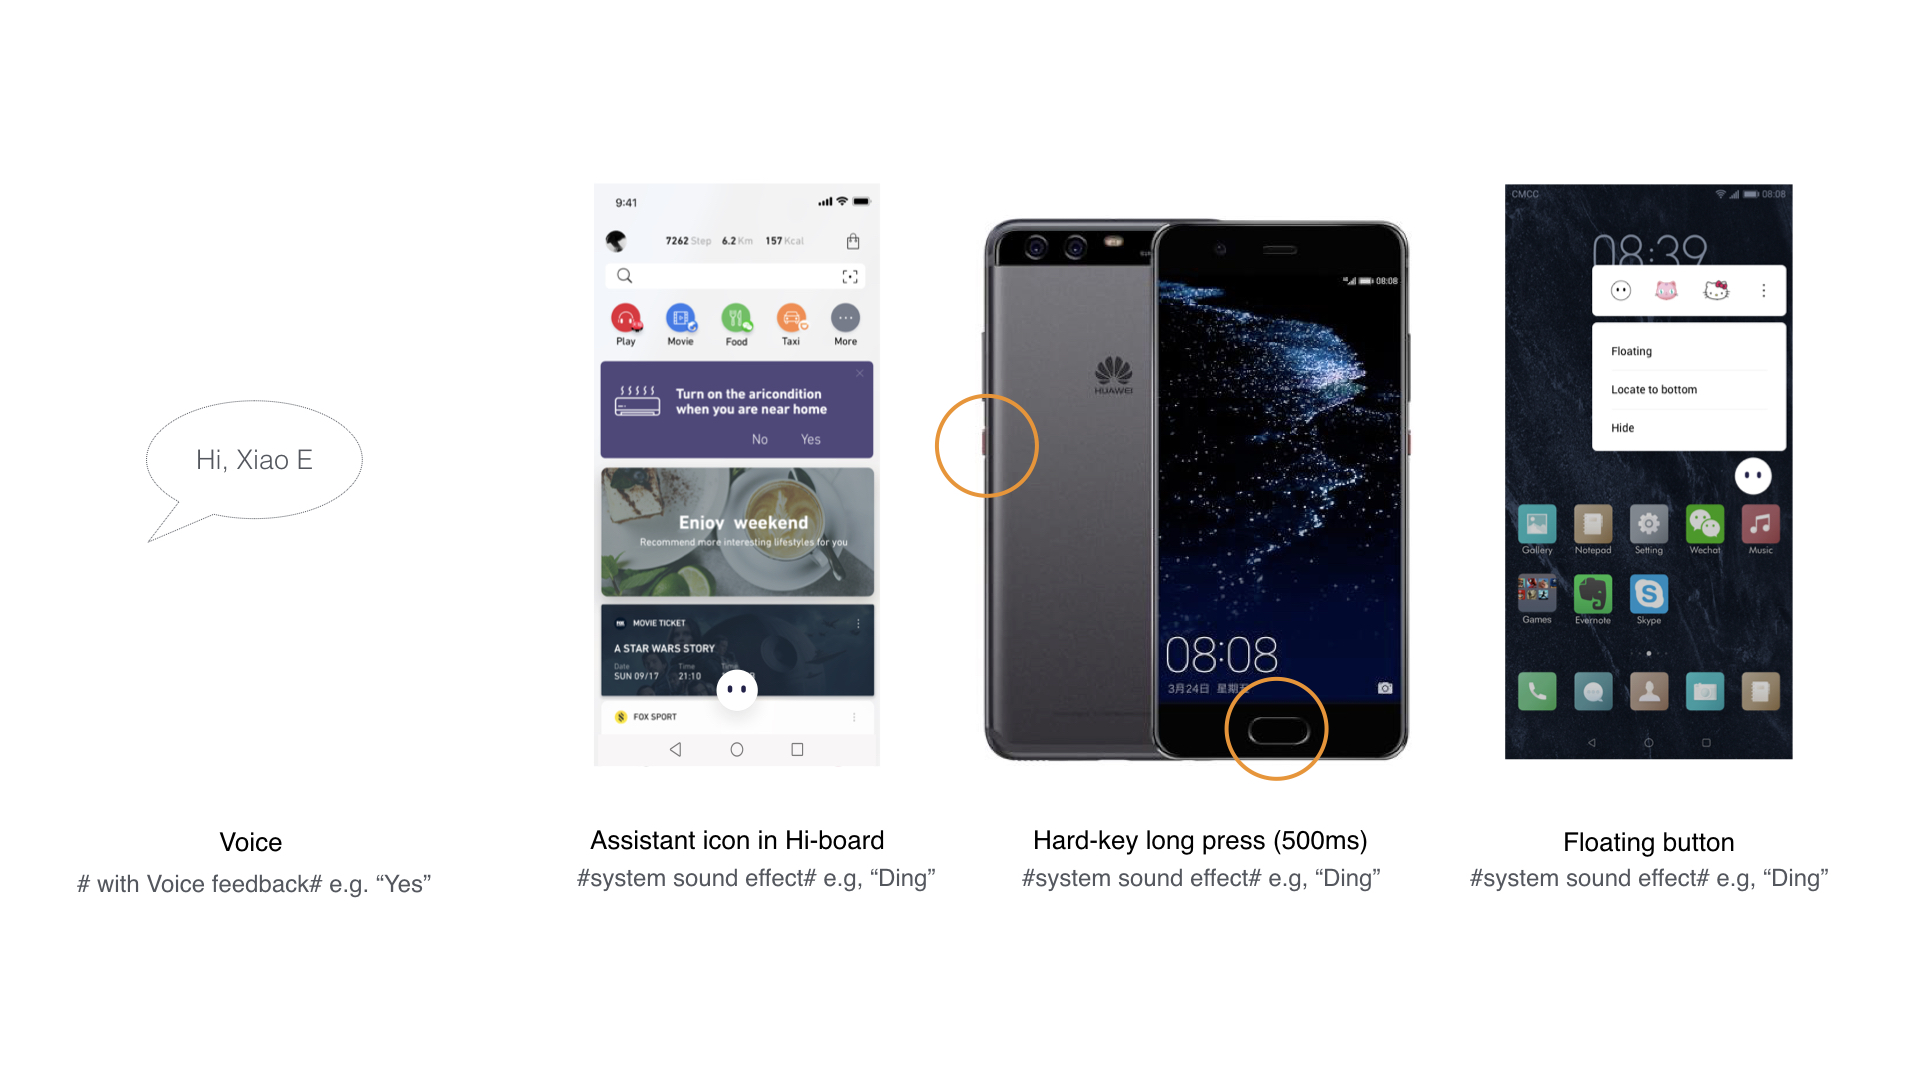 Hi, Xiao E
Voice
# with Voice feedback# e.g. “Yes”
9:41
7262 Step 6.2 Km 157 Kcal
Play Movie Food Taxi More
Turn on the aricondition
when you are near home
No Yes
Enjoy weekend
Recommend more interesting lifestyles for you
MOVIE TICKET
A STAR WARS STORY
Date Time Time
SUN 09/17 21:10
FOX SPORT
Assistant icon in Hi-board
#system sound effect# e.g, “Ding”
HUAWEI
08:08
08:08
3月24日 星期五
Hard-key long press (500ms)
#system sound effect# e.g, “Ding”
CMCC 08:08
08:39
Floating
Locate to bottom
Hide
Gallery Notepad Setting Wechat Music
Games Evernote Skype
Floating button
#system sound effect# e.g, “Ding”